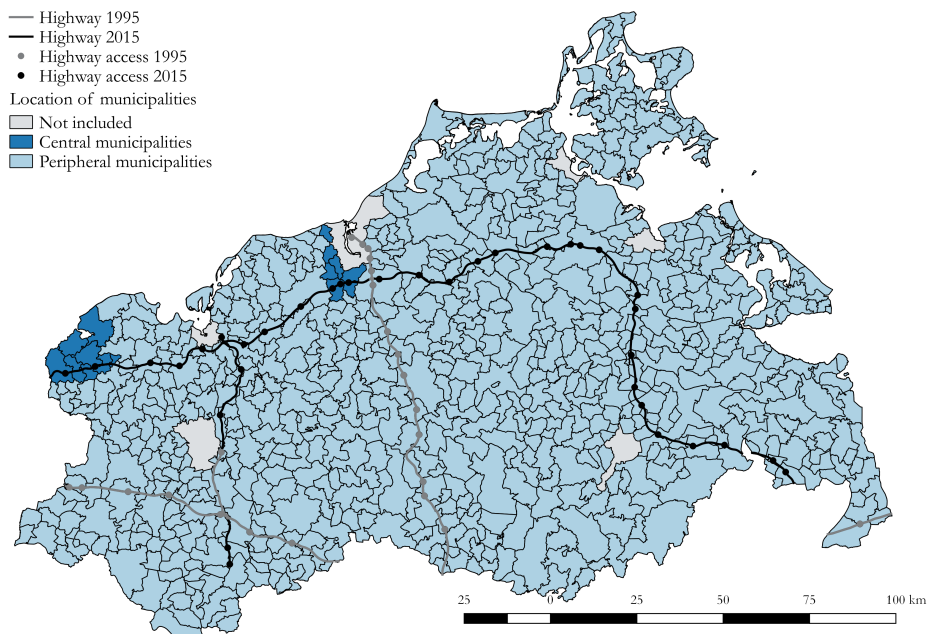 Highway 1995
Highway 2015
Highway access 1995
Highway access 2015
Location of municipalities
Not included
Central municipalities
Peripheral municipalities
25 0 25 50 75 100 km